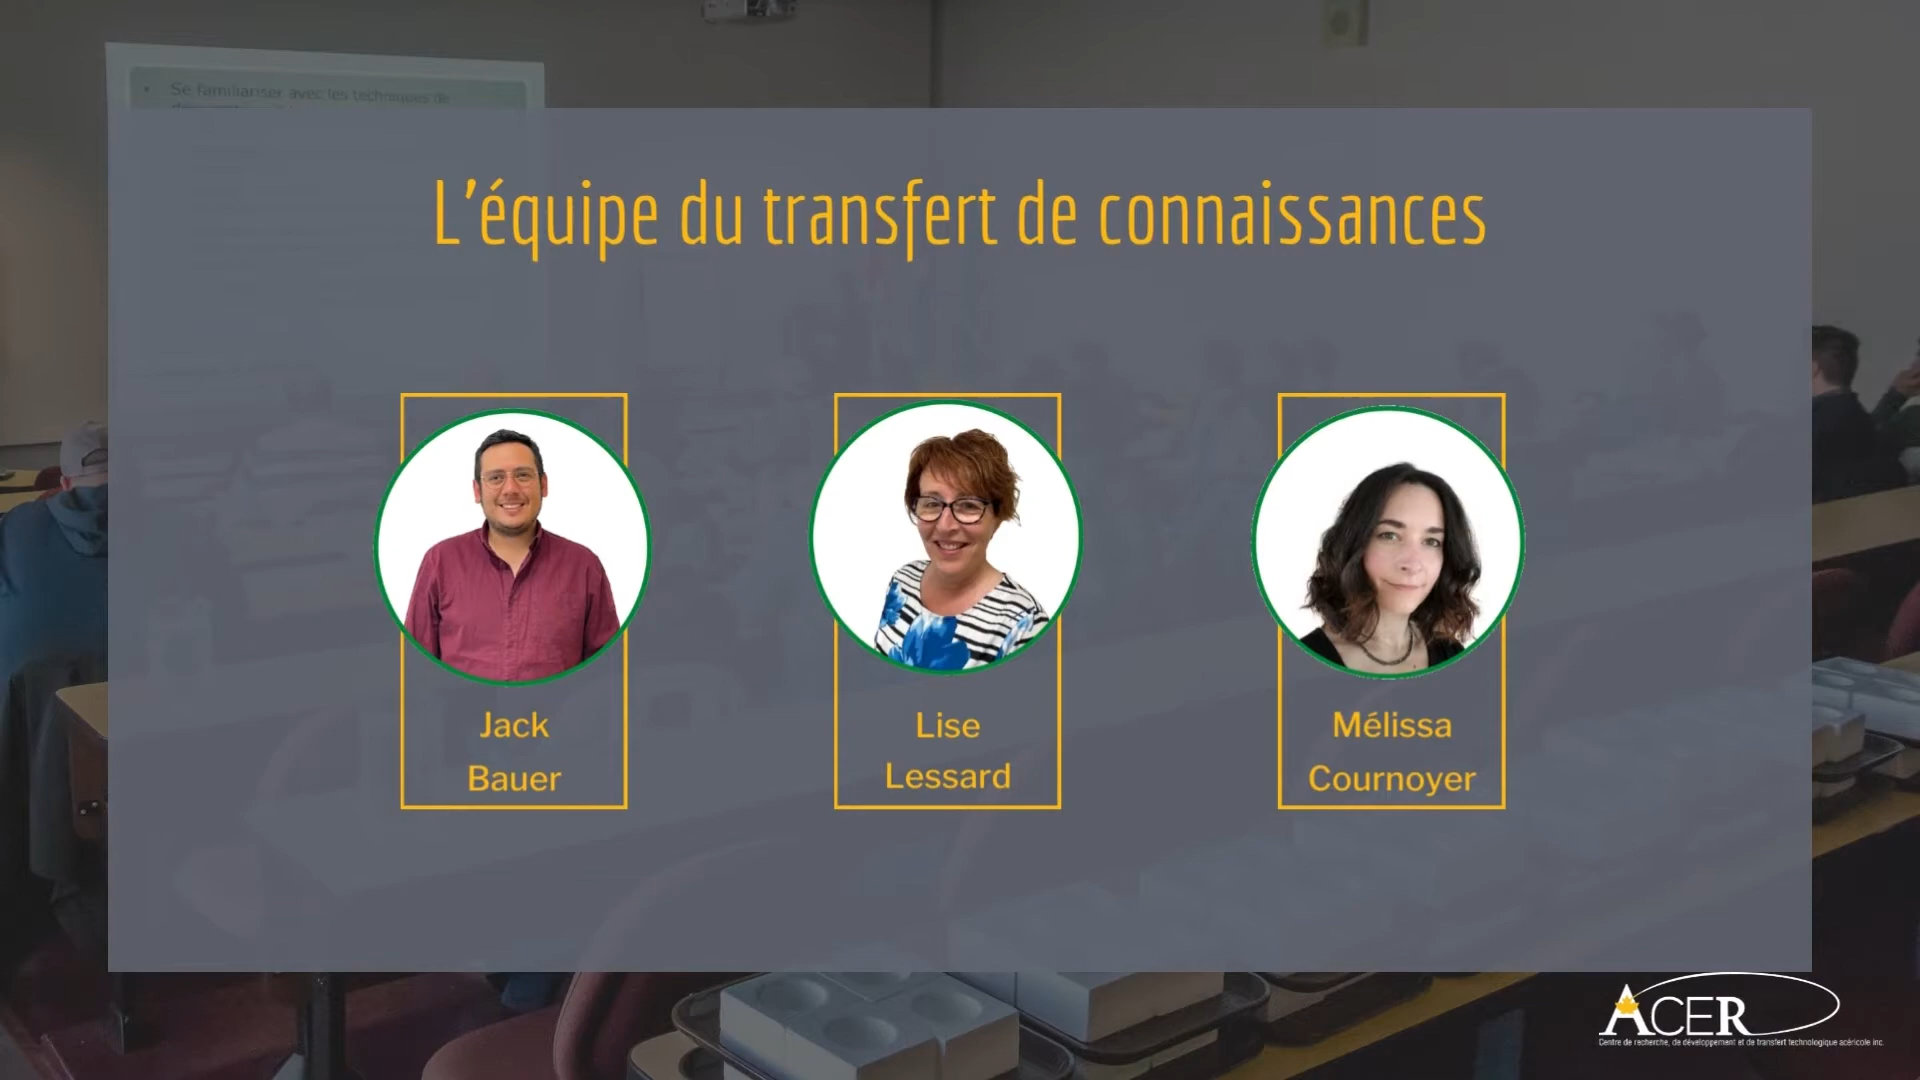 • Se familiariser avec les techniques de
L'équipe du transfert de connaissances
Jack
Bauer
Lise
Lessard
Mélissa
Cournoyer
ACER
Centre de recherche, de développement et de transfert technologique acéricole inc.